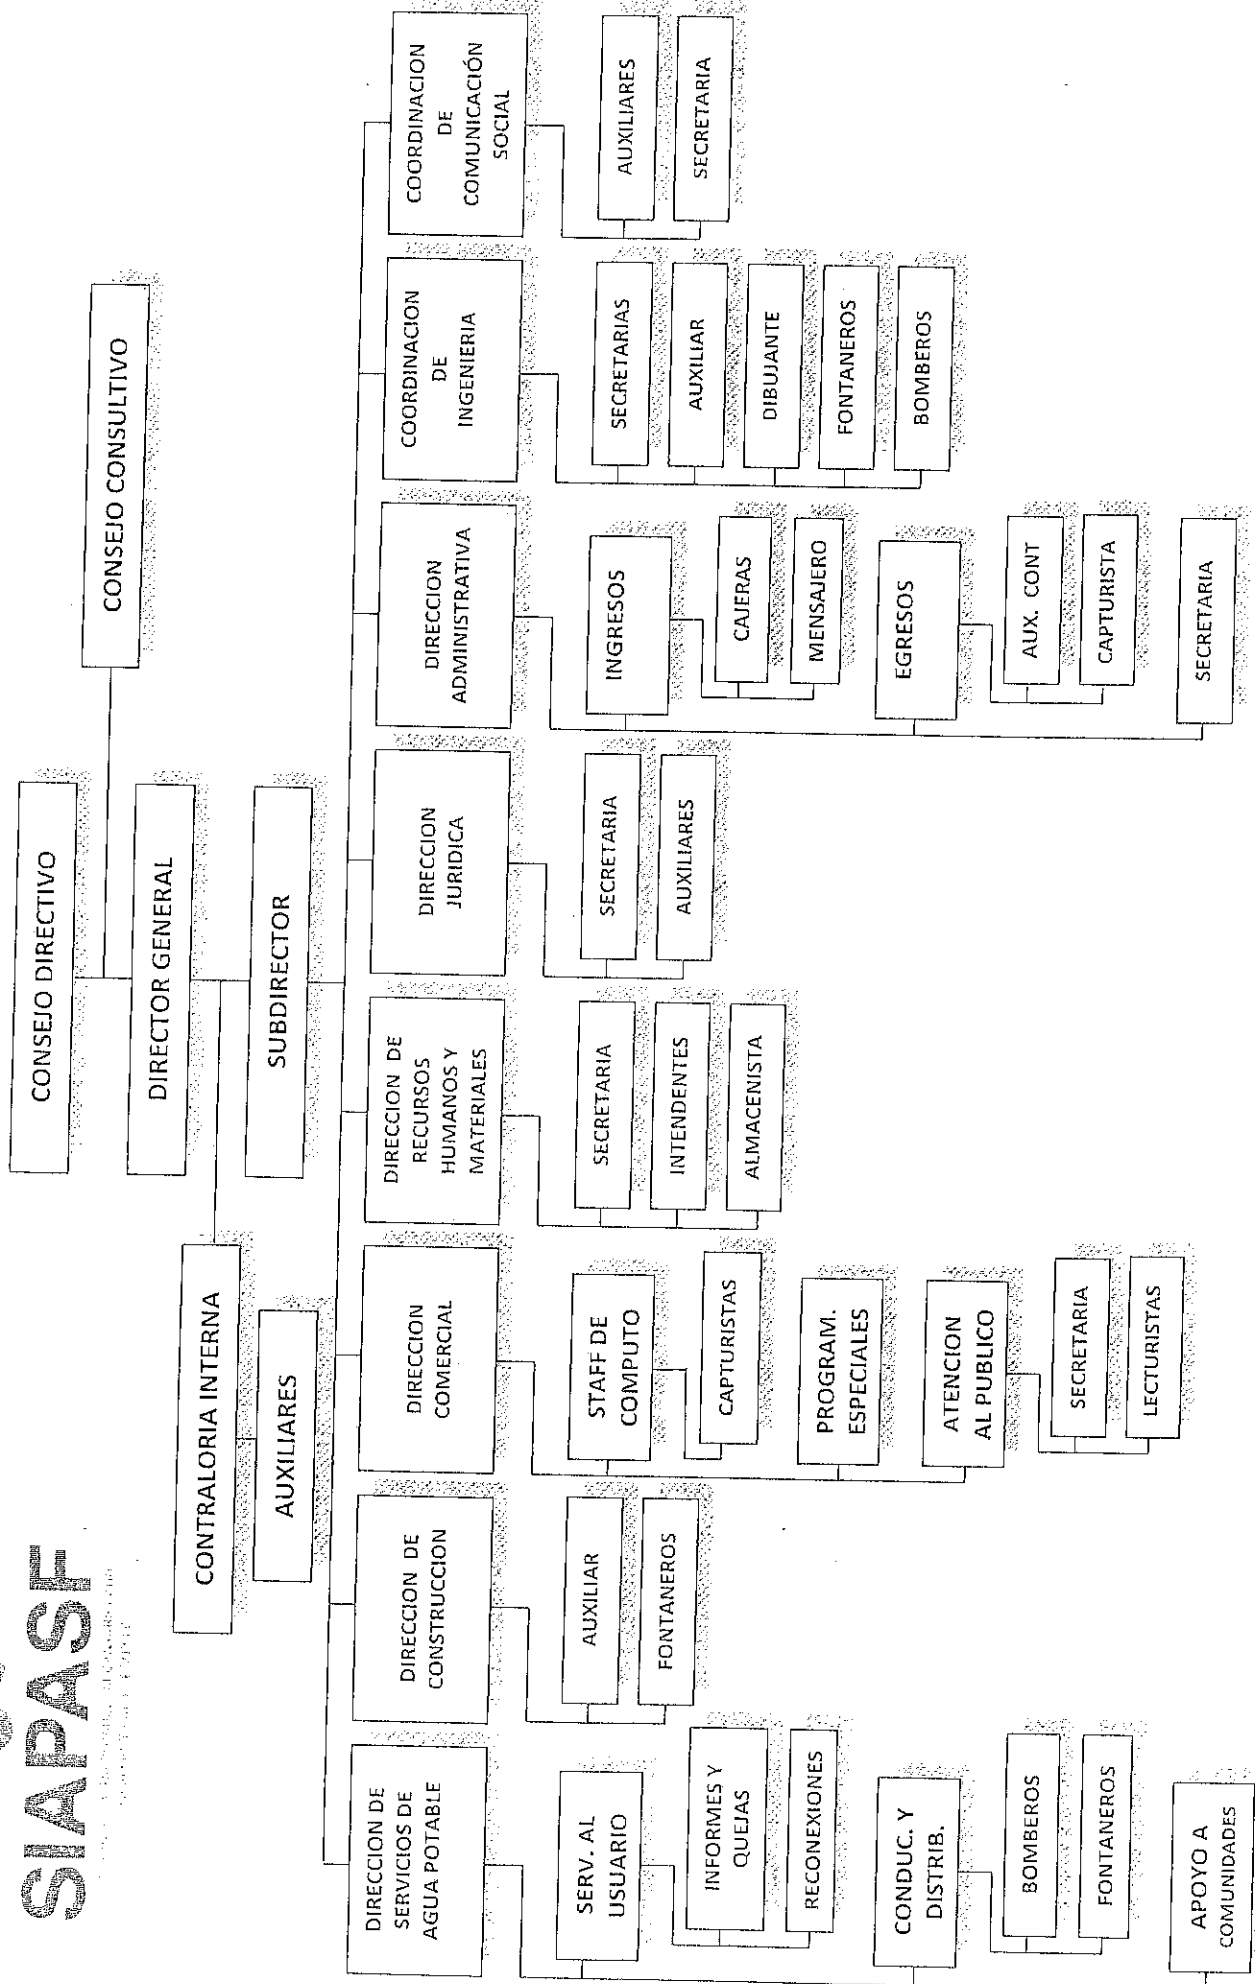 SIAPASF
CONSEJO DIRECTIVO
CONSEJO CONSULTIVO
DIRECTOR GENERAL
CONTRALORIA INTERNA
AUXILIARES
SUBDIRECTOR
DIRECCION DE
SERVICIOS DE
AGUA POTABLE
SERV. AL
USUARIO
INFORMES Y
QUEJAS
RECONEXIONES
CONDUC. Y
DISTRIB.
BOMBEROS
FONTANEROS
APOYO A
COMUNIDADES
DIRECCION DE
CONSTRUCCION
AUXILIAR
FONTANEROS
DIRECCION
COMERCIAL
STAFF DE
COMPUTO
CAPTURISTAS
PROGRAM.
ESPECIALES
ATENCION
AL PUBLICO
SECRETARIA
LECTURISTAS
DIRECCION DE
RECURSOS
HUMANOS Y
MATERIALES
SECRETARIA
INTENDENTES
ALMACENISTA
DIRECCION
JURIDICA
SECRETARIA
AUXILIARES
DIRECCION
ADMINISTRATIVA
INGRESOS
CAJERAS
MENSAJERO
EGRESOS
AUX. CONT
CAPTURISTA
SECRETARIA
COORDINACION
DE
INGENIERIA
SECRETARIAS
AUXILIAR
DIBUJANTE
FONTANEROS
BOMBEROS
COORDINACION
DE
COMUNICACIÓN
SOCIAL
AUXILIARES
SECRETARIA